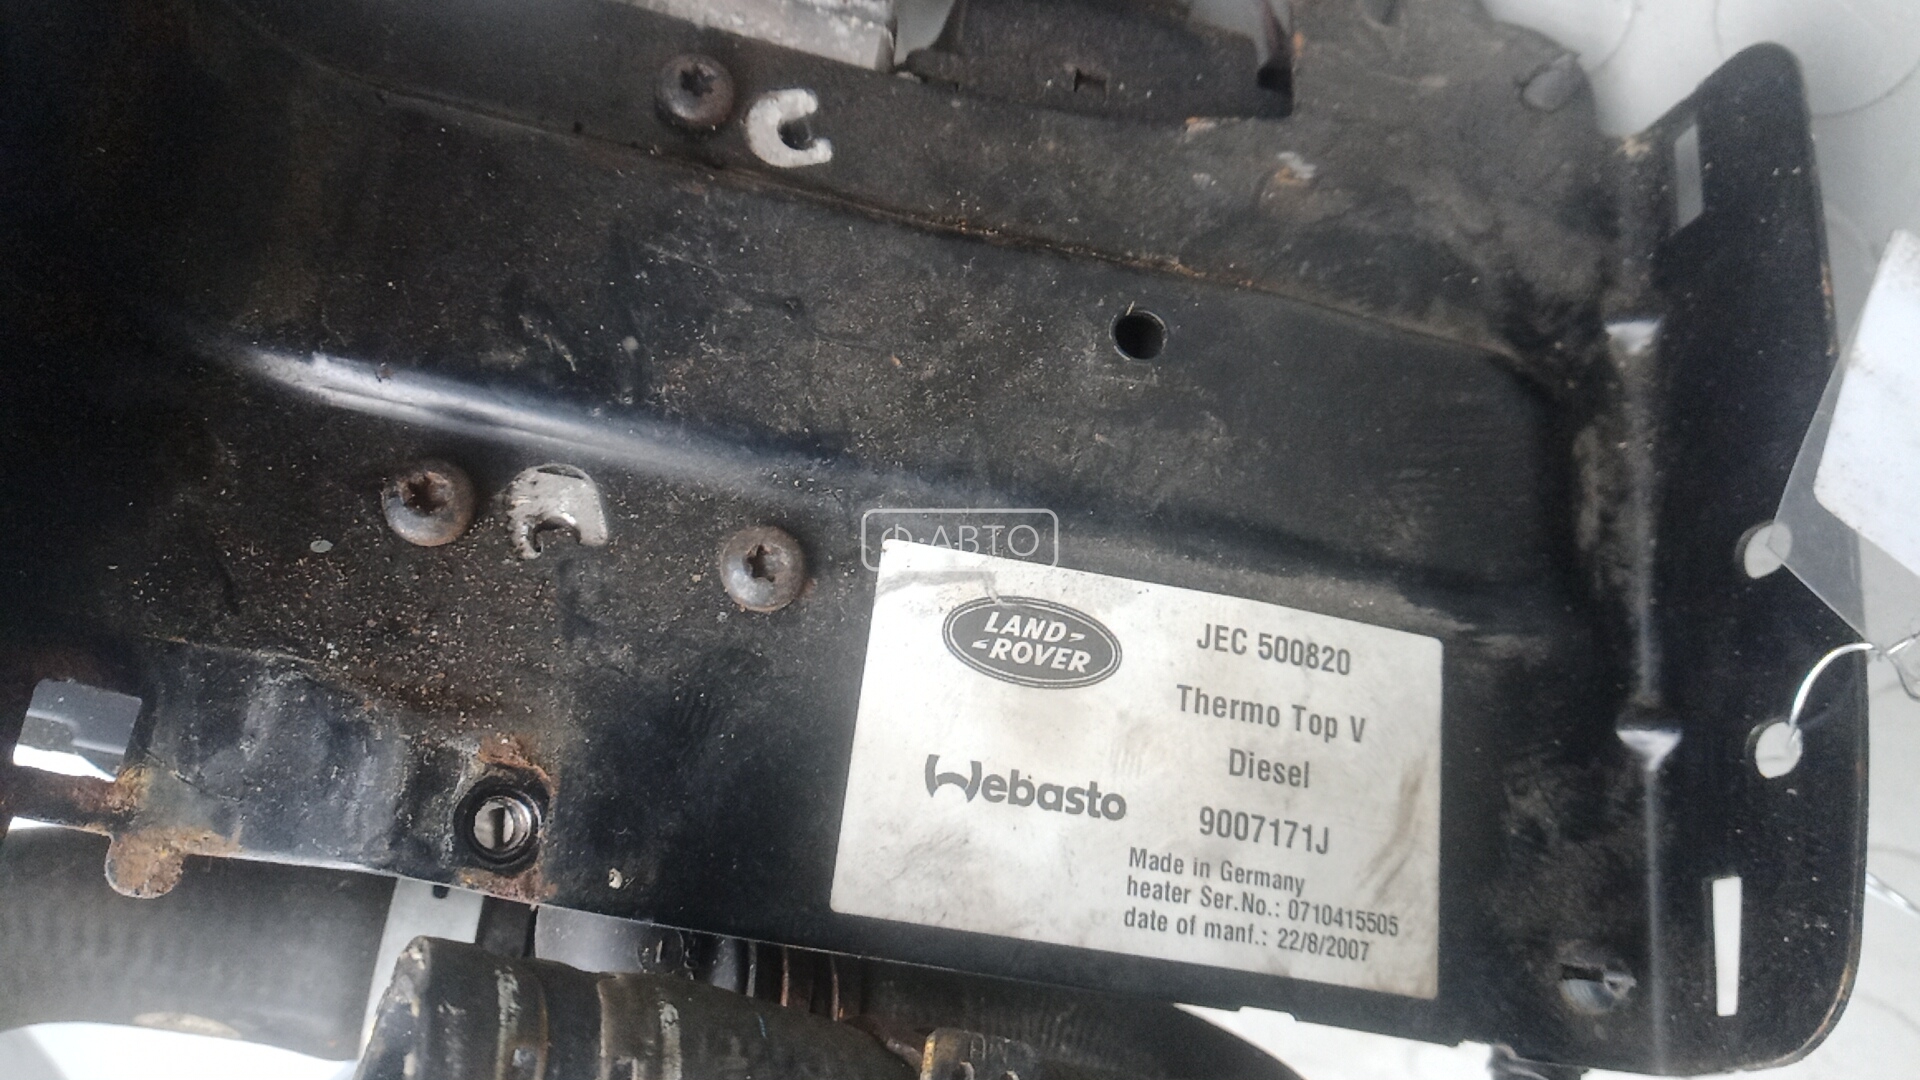 Ф·АВТО
LAND-
-ROVER
JEC 500820
Thermo Top V
Diesel
Webasto
9007171J
Made in Germany
heater Ser.No.: 0710415505
date of manf.: 22/8/2007